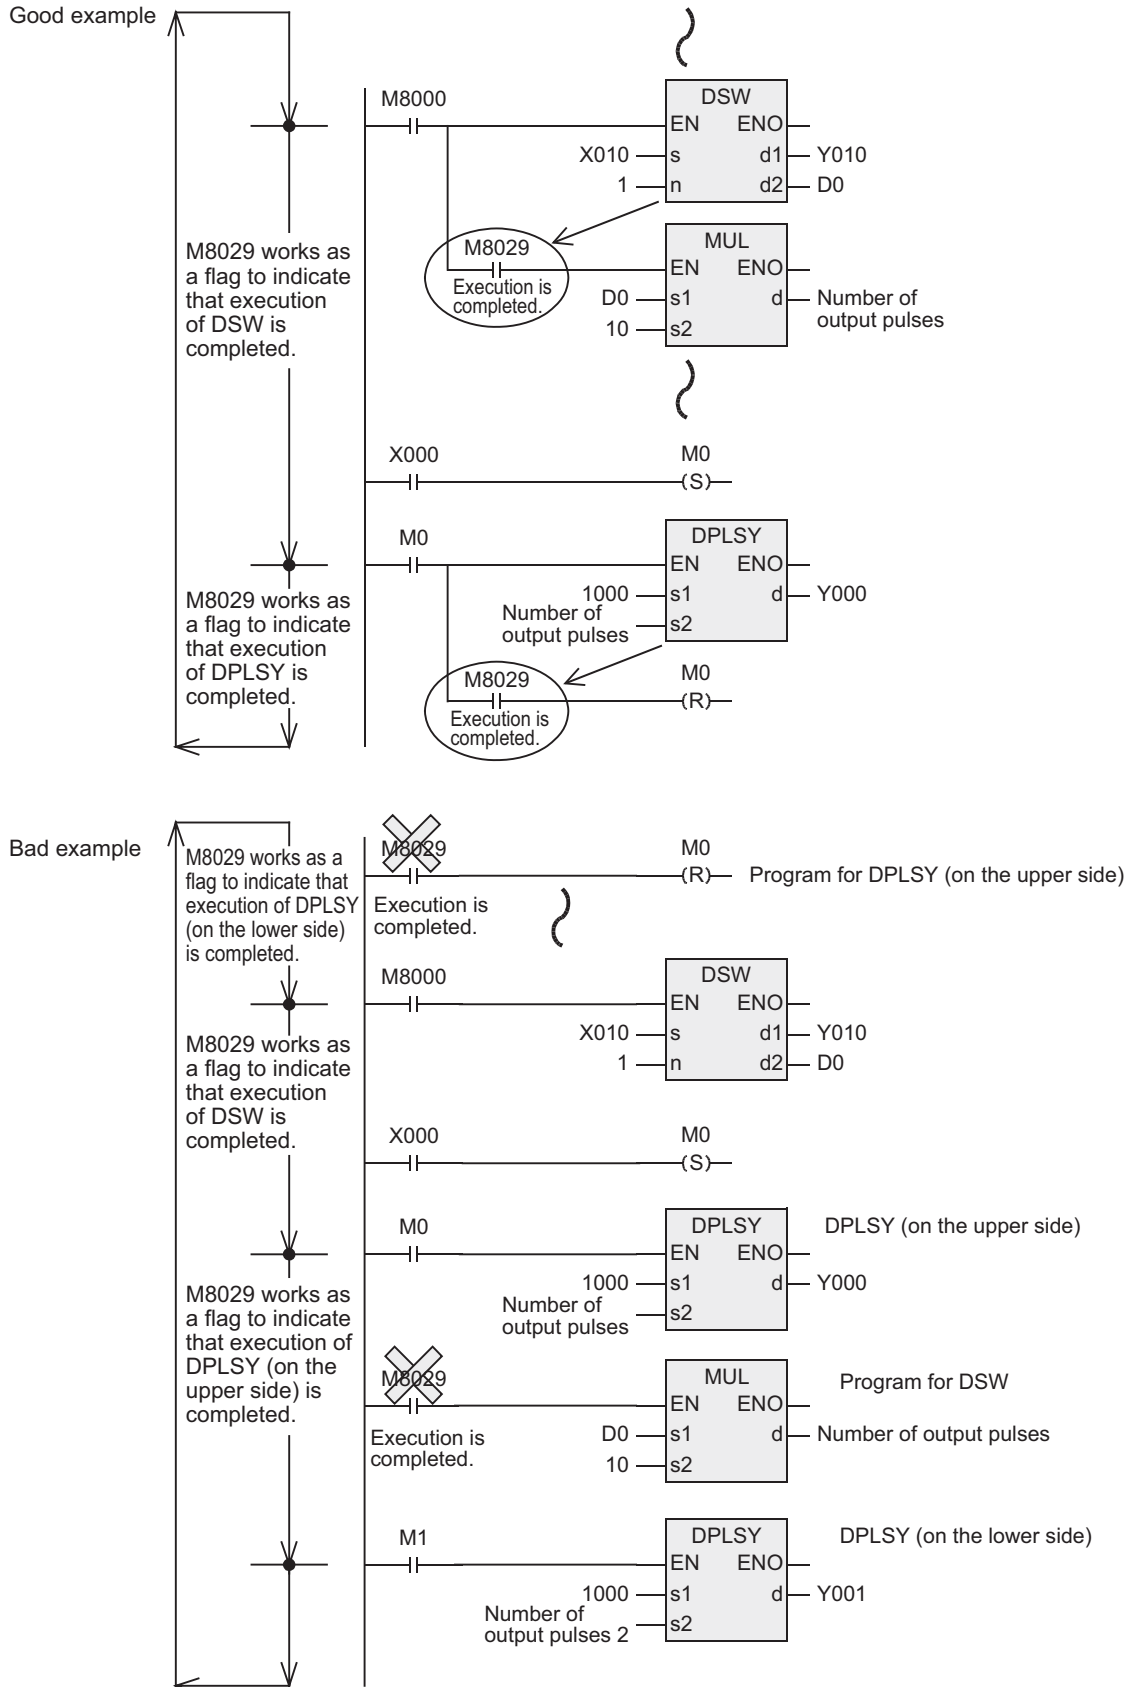 Good example
M8000
DSW
EN ENO
X010 s d1 Y010
1 n d2 D0
M8029 works as
a flag to indicate
that execution
of DSW is
completed.
M8029
Execution is
completed.
MUL
EN ENO
D0 s1 d Number of
output pulses
10 s2
X000 M0
(S)
M0
DPLSY
EN ENO
1000 s1 d Y000
Number of
output pulses
s2
M8029 works as
a flag to indicate
that execution
of DPLSY is
completed.
M8029
Execution is
completed.
M0
(R)
Bad example
M8029 works as a
flag to indicate that
execution of DPLSY
(on the lower side)
is completed.
M8029 M0
(R) Program for DPLSY (on the upper side)
Execution is
completed.
M8000
DSW
EN ENO
X010 s d1 Y010
1 n d2 D0
M8029 works as
a flag to indicate
that execution
of DSW is
completed.
X000 M0
(S)
M0
DPLSY DPLSY (on the upper side)
EN ENO
1000 s1 d Y000
Number of
output pulses
s2
M8029 works as
a flag to indicate
that execution of
DPLSY (on the
upper side) is
completed.
M8029
Execution is
completed.
MUL Program for DSW
EN ENO
D0 s1 d Number of output pulses
10 s2
M1
DPLSY DPLSY (on the lower side)
EN ENO
1000 s1 d Y001
Number of
output pulses 2
s2